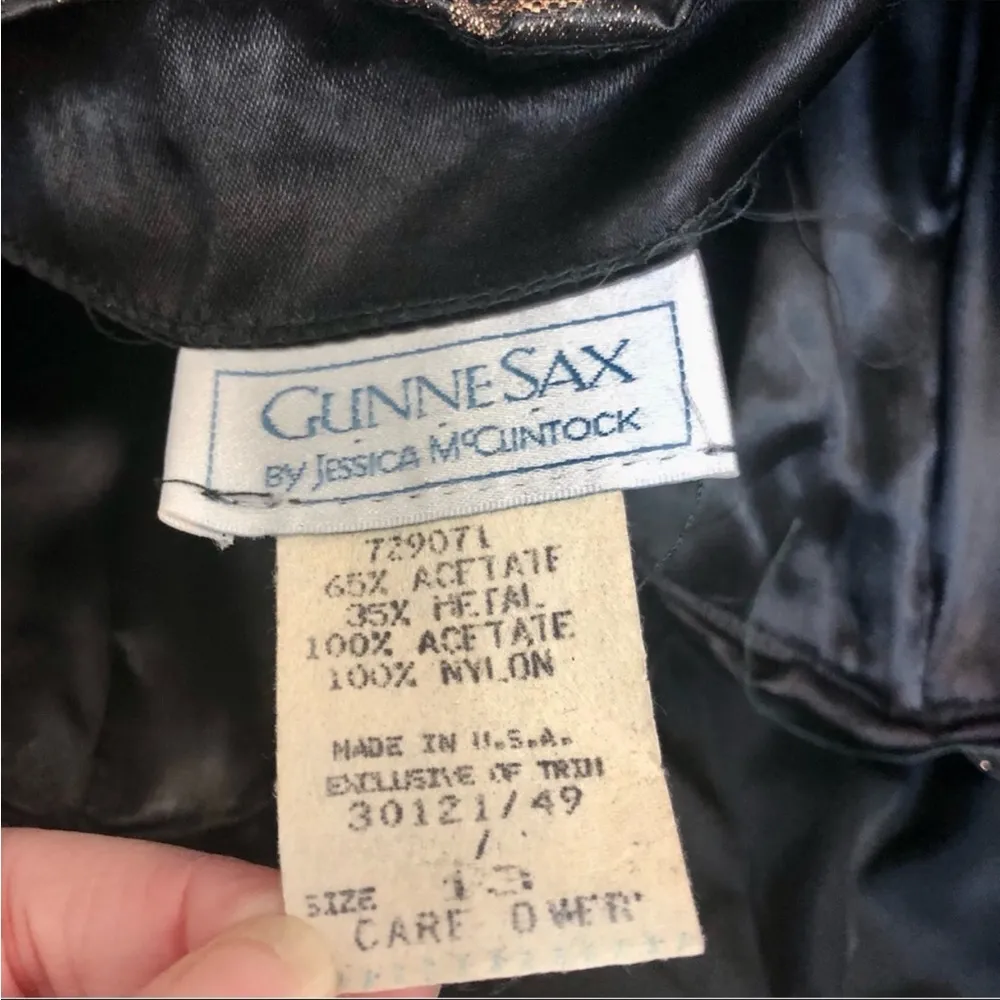 GUNNE SAX
BY JESSICA McCLINTOCK
729071
65% ACETATE
35% METAL
100% ACETATE
100% NYLON
MADE IN U.S.A.
EXCLUSIVE OF TRIM
30121/49
/
SIZE 13
CARE OVER